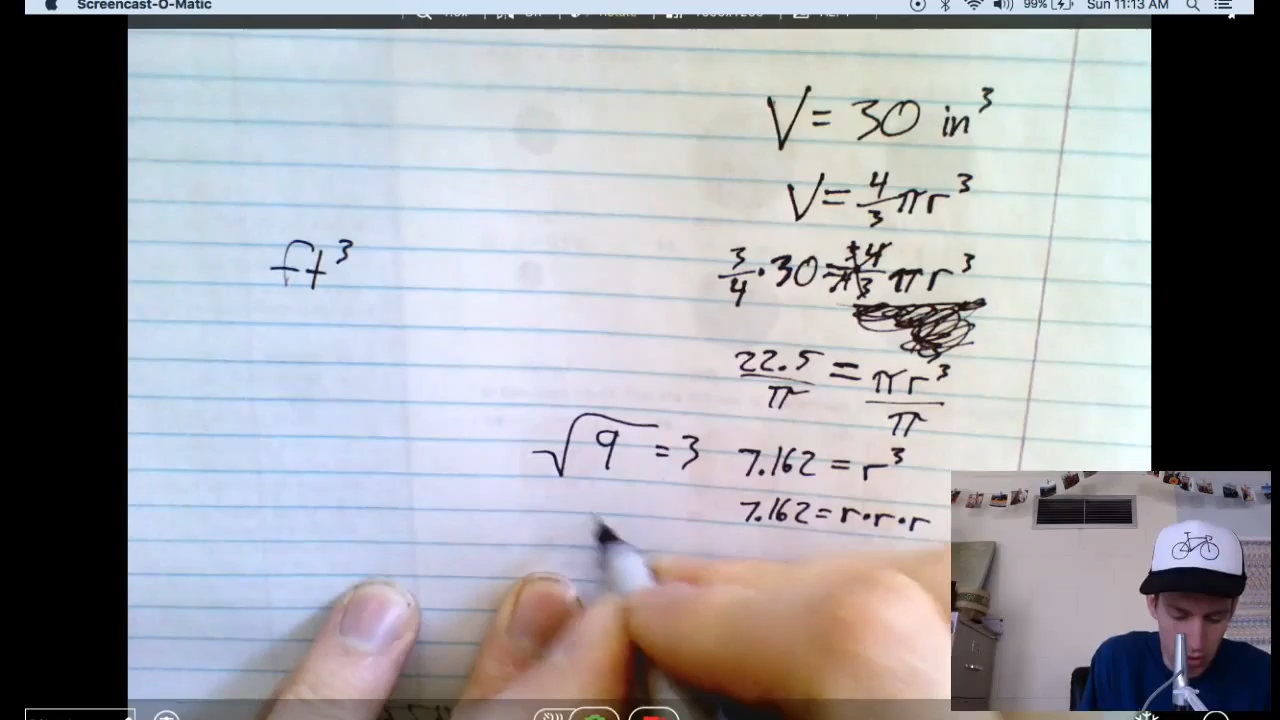 Screencast-O-Matic
99%
Sun 11:13 AM
V = 30 in³
V = 4/3 πr³
ft³
3/4 · 30 = 4/3 πr³
22.5/π = πr³/π
√9 = 3
7.162 = r³
7.162 = r·r·r